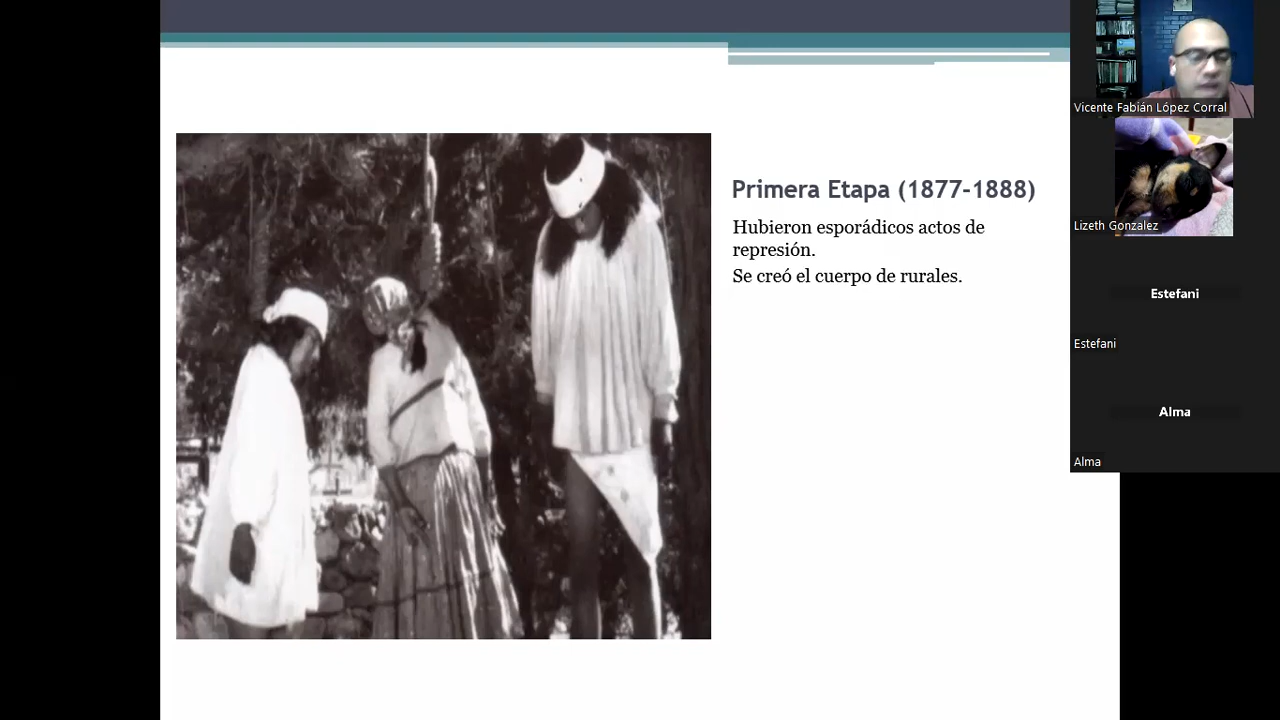 Primera Etapa (1877-1888)
Hubieron esporádicos actos de
represión.
Se creó el cuerpo de rurales.
Vicente Fabián López Corral
Lizeth Gonzalez
Estefani
Estefani
Alma
Alma